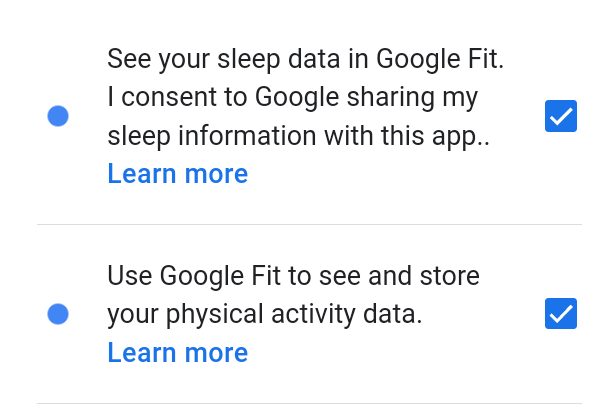 See your sleep data in Google Fit.
I consent to Google sharing my
sleep information with this app..
Learn more
Use Google Fit to see and store
your physical activity data.
Learn more